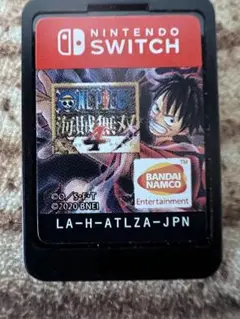 NINTENDO
SWITCH
ONE PIECE
海賊無双
4
BANDAI
NAMCO
Entertainment
©O./S・F・T
©2020 BNEI
LA-H-ATLZA-JPN